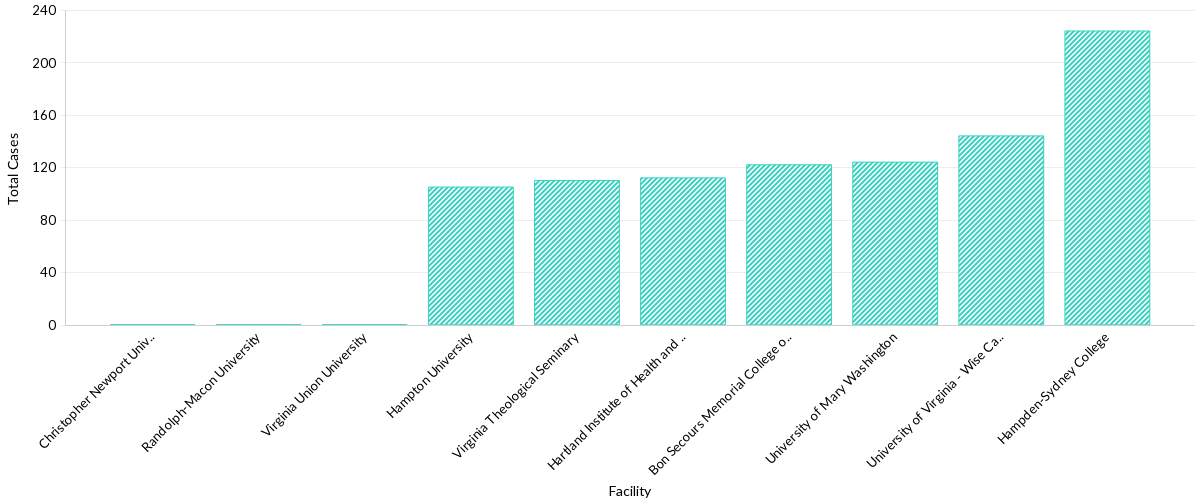 240
200
160
120
80
40
0
Total Cases
Christopher Newport Univ..
Randolph-Macon University
Virginia Union University
Hampton University
Virginia Theological Seminary
Hartland Institute of Health and ..
Bon Secours Memorial College o..
University of Mary Washington
University of Virginia - Wise Ca..
Hampden-Sydney College
Facility